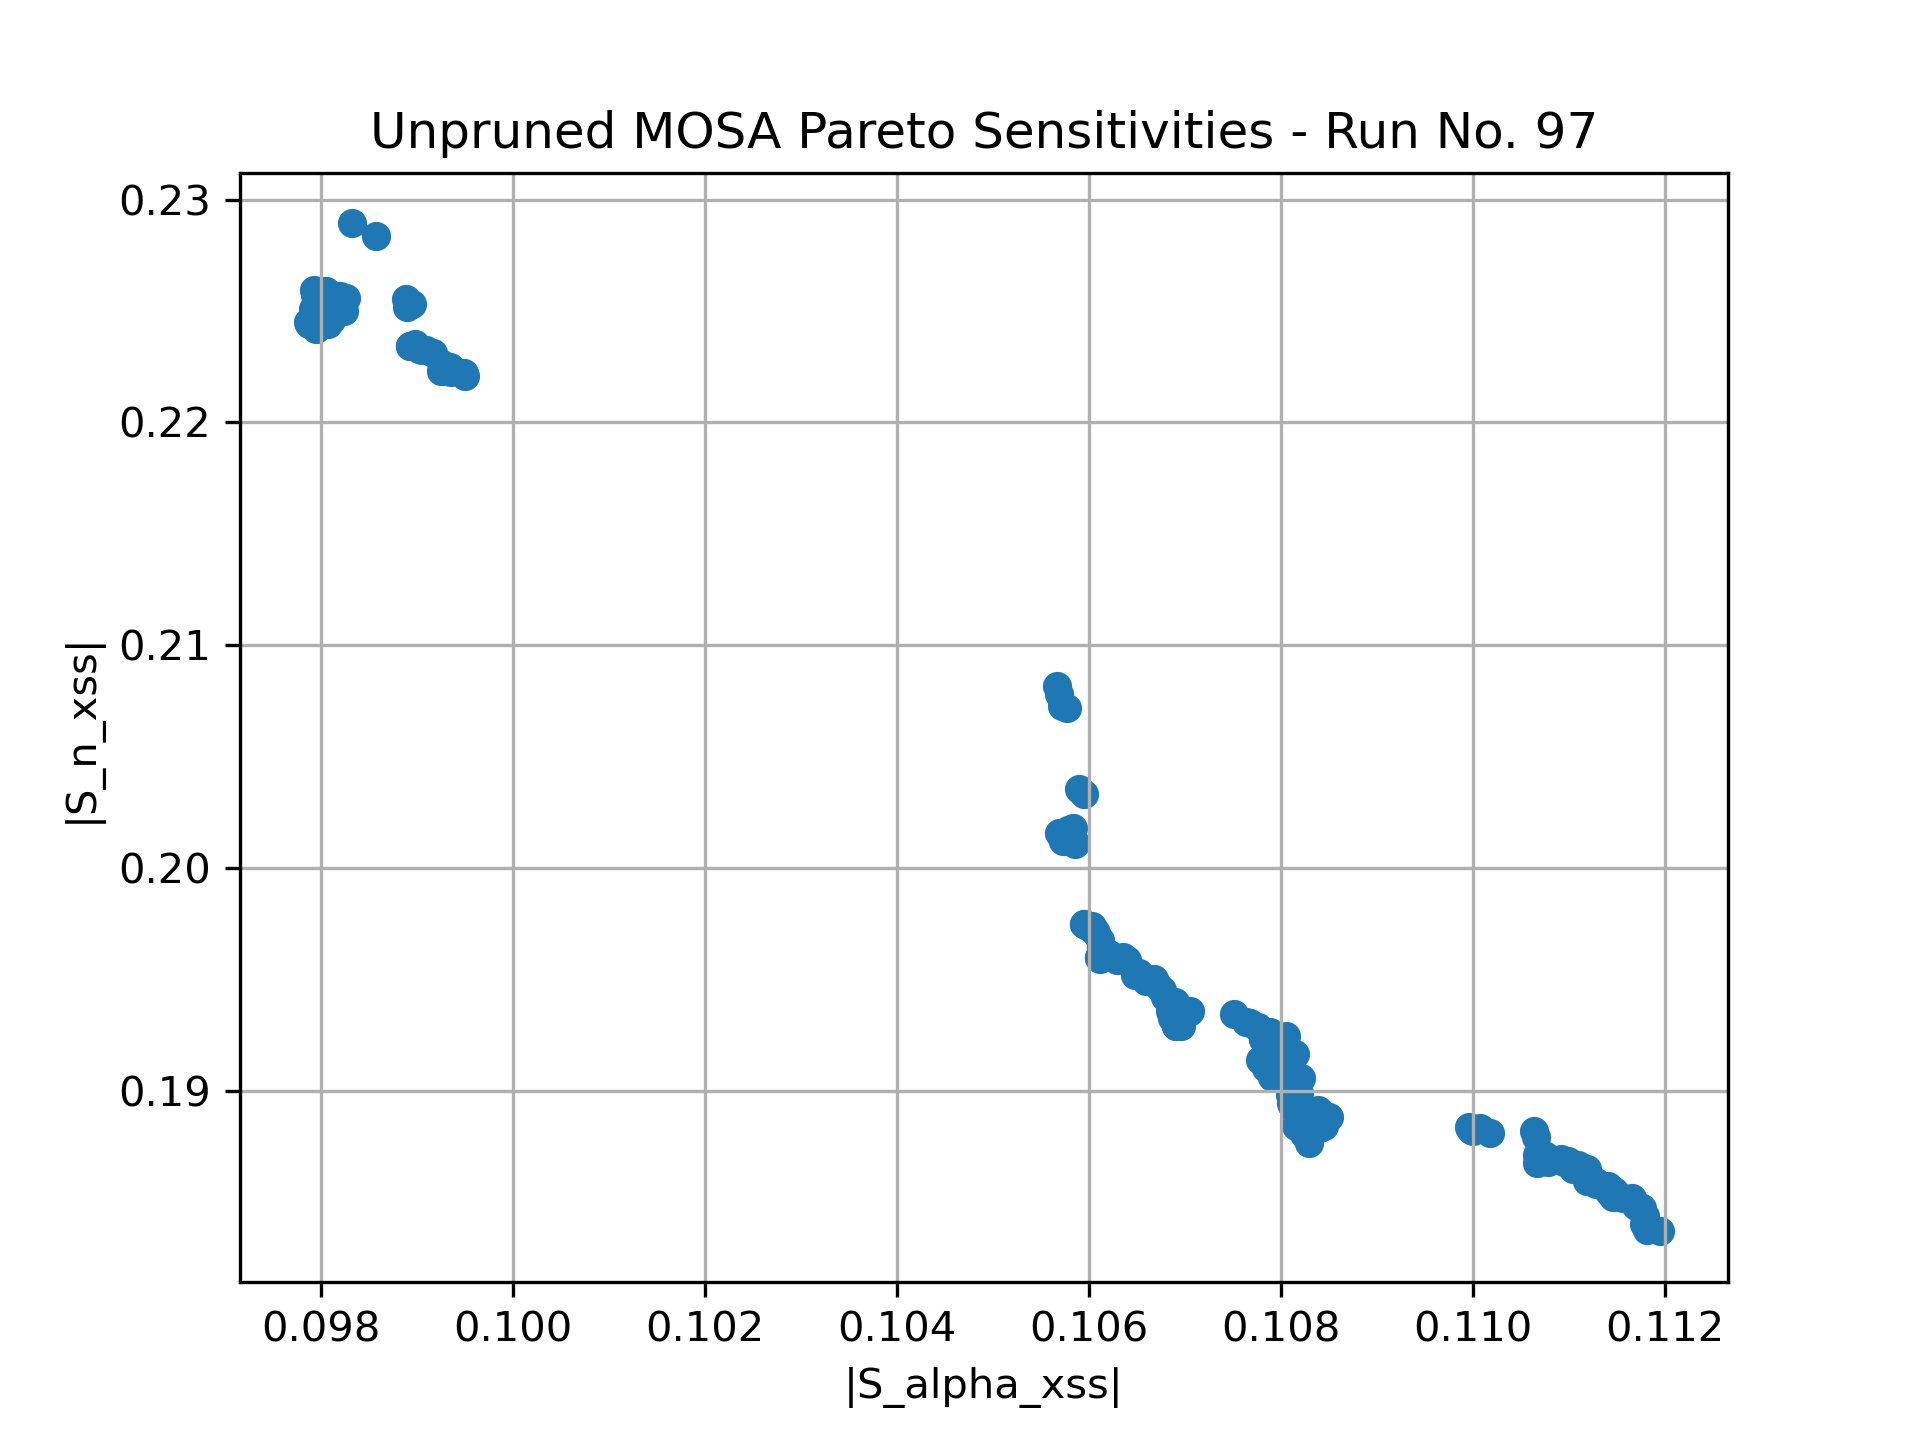 Unpruned MOSA Pareto Sensitivities - Run No. 97
0.23
0.22
0.21
0.20
0.19
|S_n_xss|
0.098 0.100 0.102 0.104 0.106 0.108 0.110 0.112
|S_alpha_xss|